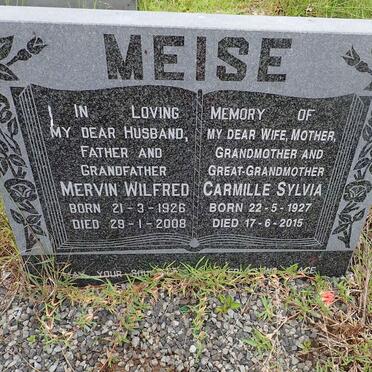 MEISE
IN LOVING MEMORY OF
MY DEAR HUSBAND,
FATHER AND
GRANDFATHER
MERVIN WILFRED
BORN 21-3-1926
DIED 29-1-2008
MY DEAR WIFE, MOTHER,
GRANDMOTHER AND
GREAT-GRANDMOTHER
CARMILLE SYLVIA
BORN 22-5-1927
DIED 17-6-2015
YOUR